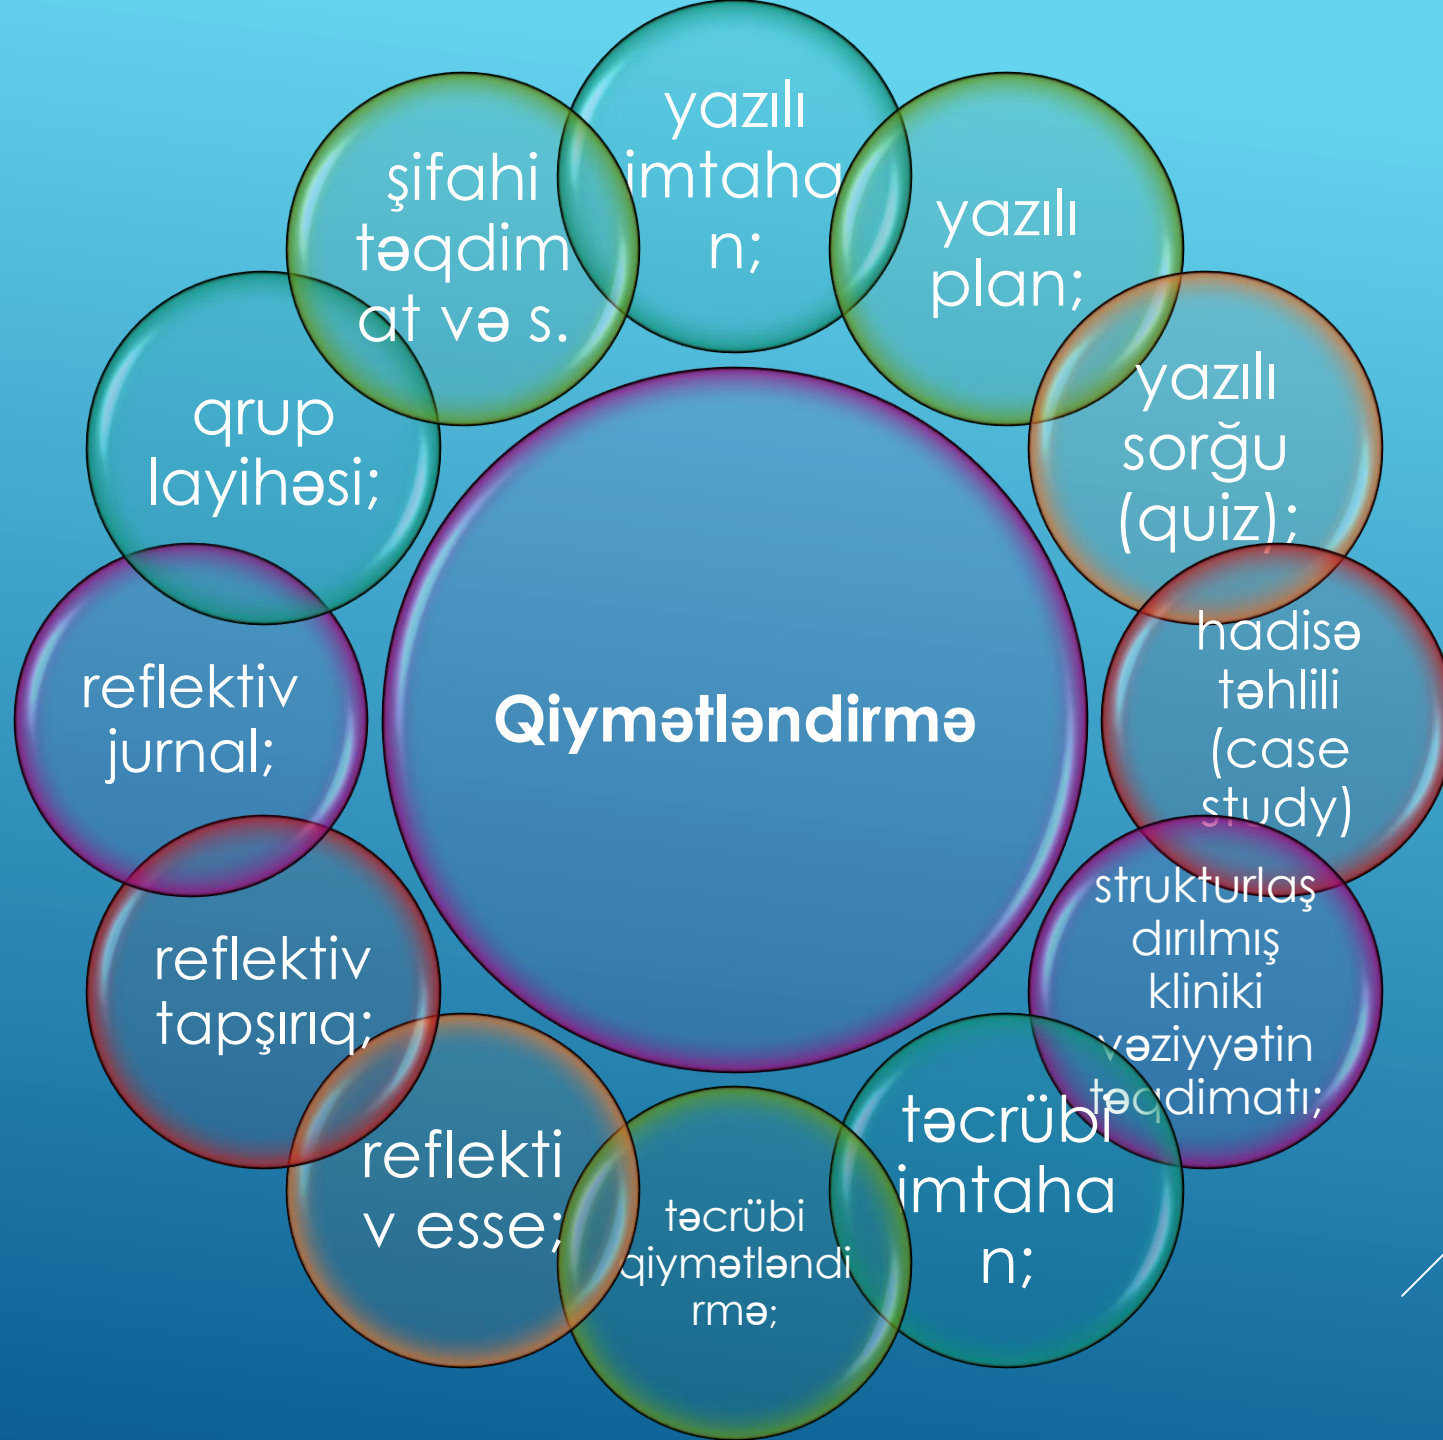 yazılı
imtaha
n;
yazılı
plan;
yazılı
sorğu
(quiz);
hadisə
təhlili
(case
study)
strukturlaş
dırılmış
kliniki
vəziyyətin
təqdimatı;
təcrübi
imtaha
n;
təcrübi
qiymətləndi
rmə;
reflekti
v esse;
reflektiv
tapşırıq;
reflektiv
jurnal;
qrup
layihəsi;
şifahi
təqdim
at və s.
Qiymətləndirmə